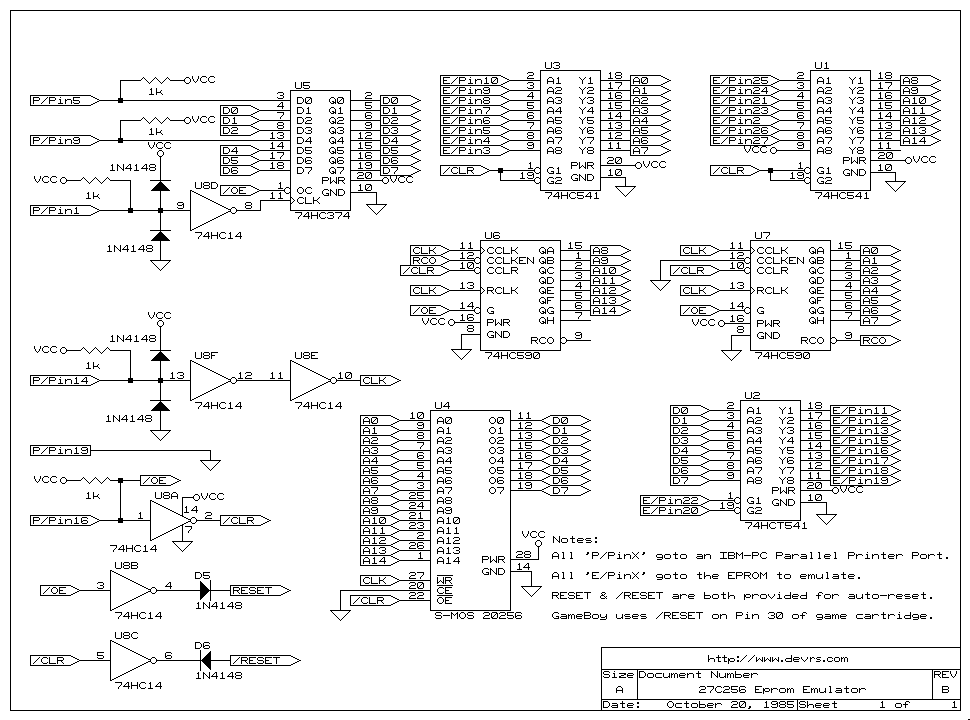 VCC
1k
P/Pin5
VCC
1k
P/Pin9
VCC
1N4148
VCC
1k
P/Pin1
1N4148
U8D
9 8
74HC14
U5
D0 D1 D2
D4 D5 D6
/OE
3 D0 Q0 2 D0
4 D1 Q1 5 D1
7 D2 Q2 6 D2
8 D3 Q3 9 D3
13 D4 Q4 12 D4
14 D5 Q5 15 D5
17 D6 Q6 16 D6
18 D7 Q7 19 D7
PWR 20 VCC
1 OC GND 10
11 CLK
74HC374
U3
E/Pin10 2 A1 Y1 18 A0
E/Pin9 3 A2 Y2 17 A1
E/Pin8 4 A3 Y3 16 A2
E/Pin7 5 A4 Y4 15 A3
E/Pin6 6 A5 Y5 14 A4
E/Pin5 7 A6 Y6 13 A5
E/Pin4 8 A7 Y7 12 A6
E/Pin3 9 A8 Y8 11 A7
PWR 20 VCC
/CLR 1 G1 GND 10
19 G2
74HC541
U1
E/Pin25 2 A1 Y1 18 A8
E/Pin24 3 A2 Y2 17 A9
E/Pin21 4 A3 Y3 16 A10
E/Pin23 5 A4 Y4 15 A11
E/Pin2 6 A5 Y5 14 A12
E/Pin26 7 A6 Y6 13 A13
E/Pin27 8 A7 Y7 12 A14
VCC 9 A8 Y8 11
PWR 20 VCC
/CLR 1 G1 GND 10
19 G2
74HC541
U6
CLK 11 CCLK QA 15 A8
RCO 12 CCLKEN QB 1 A9
/CLR 10 CCLR QC 2 A10
QD 3 A11
CLK 13 RCLK QE 4 A12
QF 5 A13
/OE 14 G QG 6 A14
VCC 16 PWR QH 7
8 GND
RCO 9
74HC590
U7
CLK 11 CCLK QA 15 A0
12 CCLKEN QB 1 A1
/CLR 10 CCLR QC 2 A2
QD 3 A3
CLK 13 RCLK QE 4 A4
QF 5 A5
/OE 14 G QG 6 A6
VCC 16 PWR QH 7 A7
8 GND
RCO 9 RCO
74HC590
VCC
1N4148
VCC
1k
P/Pin14
1N4148
U8F
13 12
74HC14
U8E
11 10 CLK
74HC14
P/Pin19
VCC
1k
/OE
U8A
VCC
P/Pin16 1 14 2 /CLR
7
74HC14
U8B
/OE 3 4 D5 RESET
74HC14 1N4148
U8C
/CLR 5 6 D6 /RESET
74HC14 1N4148
U4
A0 10 A0 O0 11 D0
A1 9 A1 O1 12 D1
A2 8 A2 O2 13 D2
A3 7 A3 O3 15 D3
A4 6 A4 O4 16 D4
A5 5 A5 O5 17 D5
A6 4 A6 O6 18 D6
A7 3 A7 O7 19 D7
A8 25 A8
A9 24 A9
A10 21 A10
A11 23 A11
A12 2 A12
A13 26 A13
A14 1 A14
VCC
PWR 28
GND 14
CLK 27 WR
20 CE
/CLR 22 OE
S-MOS 20256
U2
D0 2 A1 Y1 18 E/Pin11
D1 3 A2 Y2 17 E/Pin12
D2 4 A3 Y3 16 E/Pin13
D3 5 A4 Y4 15 E/Pin15
D4 6 A5 Y5 14 E/Pin16
D5 7 A6 Y6 13 E/Pin17
D6 8 A7 Y7 12 E/Pin18
D7 9 A8 Y8 11 E/Pin19
PWR 20 VCC
E/Pin22 1 G1 GND 10
E/Pin20 19 G2
74HCT541
Notes:
All 'P/PinX' goto an IBM-PC Parallel Printer Port.
All 'E/PinX' goto the EPROM to emulate.
RESET & /RESET are both provided for auto-reset.
GameBoy uses /RESET on Pin 30 of game cartridge.
http://www.devrs.com
Size Document Number REV
A 27C256 Eprom Emulator B
Date: October 20, 1985 Sheet 1 of 1